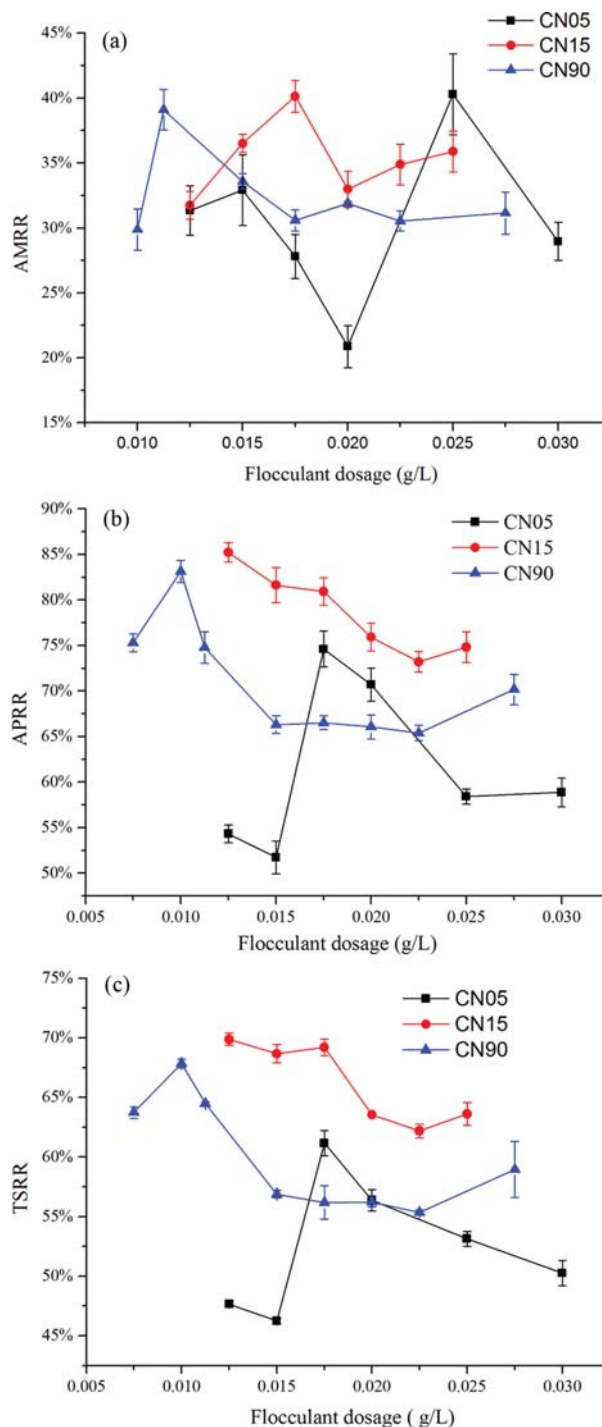 (a)
CN05
CN15
CN90
40%
35%
30%
25%
20%
15%
AMRR
0.010 0.015 0.020 0.025 0.030
Flocculant dosage (g/L)
(b)
CN05
CN15
CN90
90%
85%
80%
75%
70%
65%
60%
55%
50%
APRR
0.005 0.010 0.015 0.020 0.025 0.030
Flocculant dosage (g/L)
(c)
CN05
CN15
CN90
75%
70%
65%
60%
55%
50%
45%
TSRR
0.005 0.010 0.015 0.020 0.025 0.030
Flocculant dosage ( g/L)